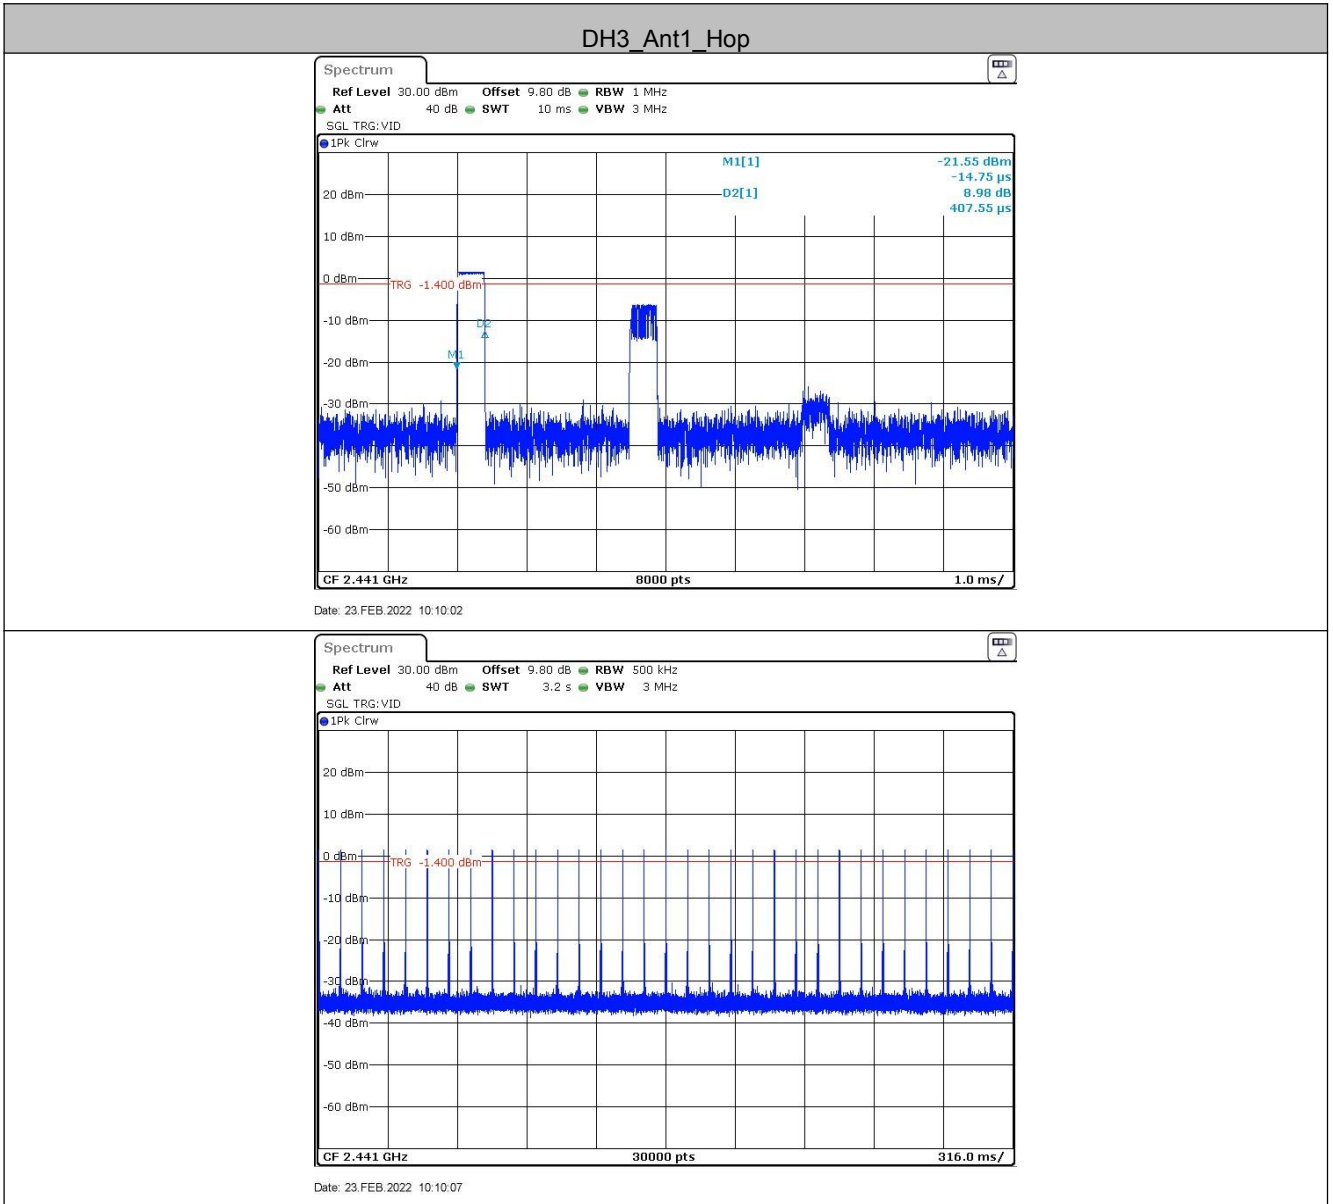 DH3_Ant1_Hop
Spectrum
Ref Level 30.00 dBm Offset 9.80 dB RBW 1 MHz
Att 40 dB SWT 10 ms VBW 3 MHz
SGL TRG:VID
1Pk Clrw
M1[1] -21.55 dBm
-14.75 µs
20 dBm D2[1] 8.98 dB
407.55 µs
10 dBm
0 dBm
TRG -1.400 dBm
-10 dBm
D2
M1
-20 dBm
-30 dBm
-50 dBm
-60 dBm
CF 2.441 GHz 8000 pts 1.0 ms/
Date: 23.FEB.2022 10:10:02
Spectrum
Ref Level 30.00 dBm Offset 9.80 dB RBW 500 kHz
Att 40 dB SWT 3.2 s VBW 3 MHz
SGL TRG:VID
1Pk Clrw
20 dBm
10 dBm
0 dBm
TRG -1.400 dBm
-10 dBm
-20 dBm
-30 dBm
-40 dBm
-50 dBm
-60 dBm
CF 2.441 GHz 30000 pts 316.0 ms/
Date: 23.FEB.2022 10:10:07